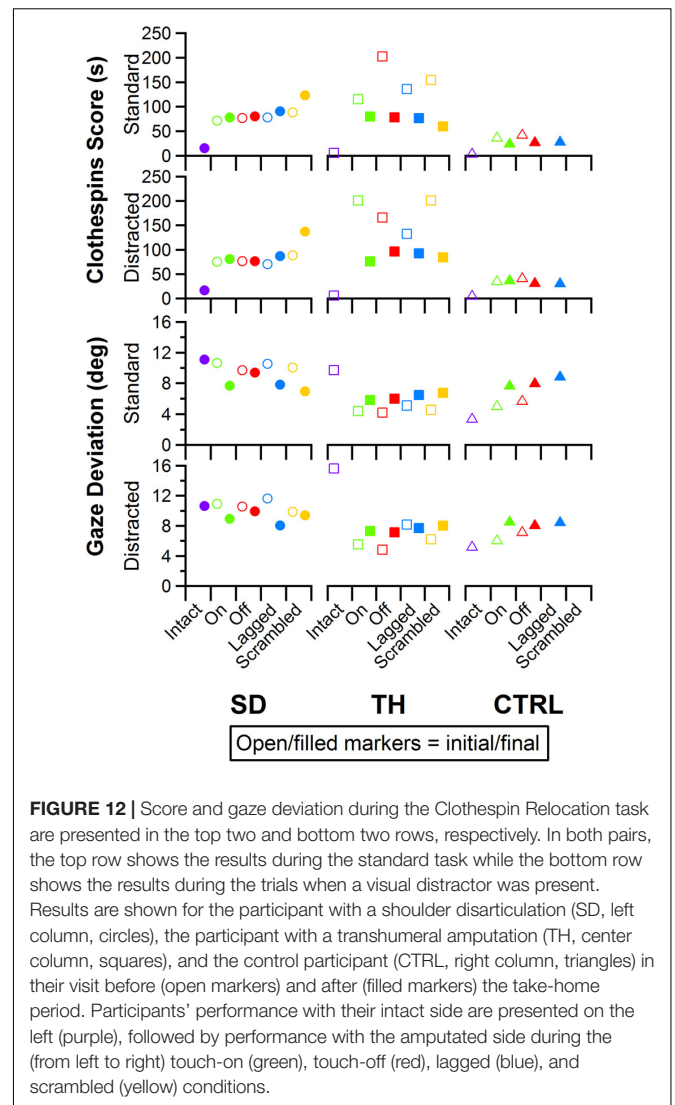 Clothespins Score (s)
Standard
250
200
150
100
50
0
Distracted
250
200
150
100
50
0
Gaze Deviation (deg)
Standard
16
12
8
4
0
Distracted
16
12
8
4
0
Intact
On
Off
Lagged
Scrambled
Intact
On
Off
Lagged
Scrambled
Intact
On
Off
Lagged
Scrambled
SD TH CTRL
Open/filled markers = initial/final
FIGURE 12 | Score and gaze deviation during the Clothespin Relocation task
are presented in the top two and bottom two rows, respectively. In both pairs,
the top row shows the results during the standard task while the bottom row
shows the results during the trials when a visual distractor was present.
Results are shown for the participant with a shoulder disarticulation (SD, left
column, circles), the participant with a transhumeral amputation (TH, center
column, squares), and the control participant (CTRL, right column, triangles) in
their visit before (open markers) and after (filled markers) the take-home
period. Participants' performance with their intact side are presented on the
left (purple), followed by performance with the amputated side during the
(from left to right) touch-on (green), touch-off (red), lagged (blue), and
scrambled (yellow) conditions.